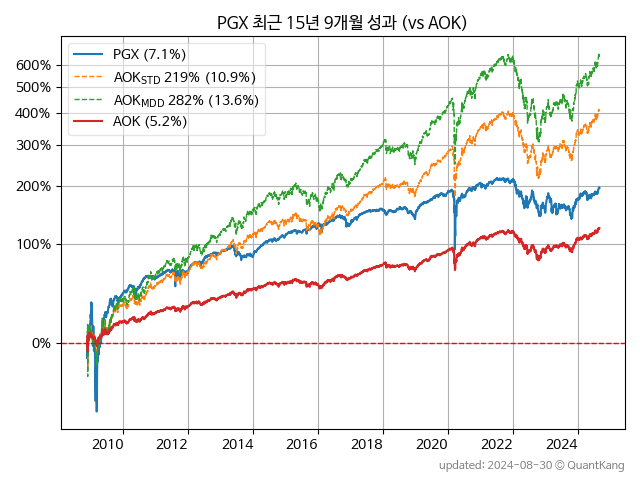 PGX 최근 15년 9개월 성과 (vs AOK)
PGX (7.1%)
AOK_STD 219% (10.9%)
AOK_MDD 282% (13.6%)
AOK (5.2%)
600%
500%
400%
300%
200%
100%
0%
2010 2012 2014 2016 2018 2020 2022 2024
updated: 2024-08-30 © QuantKang